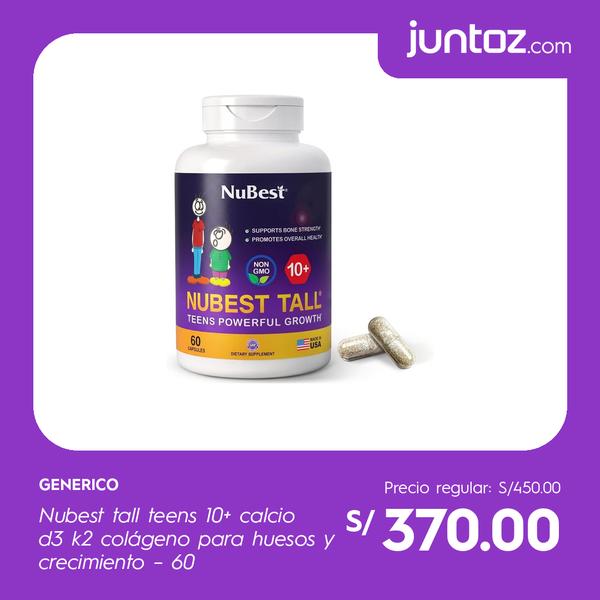 juntoz.com
NuBest®
SUPPORTS BONE STRENGTH*
PROMOTES OVERALL HEALTH*
NON
GMO
10+
NUBEST TALL®
TEENS POWERFUL GROWTH*
60
CAPSULES
DIETARY SUPPLEMENT
MADE IN
USA
GENERICO
Precio regular: S/450.00
Nubest tall teens 10+ calcio
d3 k2 colágeno para huesos y
crecimiento - 60
S/ 370.00